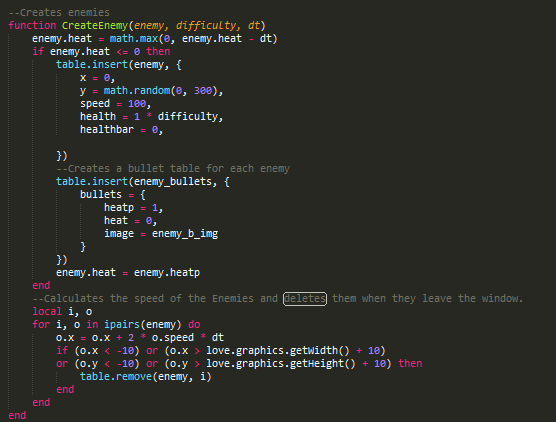 --Creates enemies
function CreateEnemy(enemy, difficulty, dt)
    enemy.heat = math.max(0, enemy.heat - dt)
    if enemy.heat <= 0 then
        table.insert(enemy, {
            x = 0,
            y = math.random(0, 300),
            speed = 100,
            health = 1 * difficulty,
            healthbar = 0,

        })
        --Creates a bullet table for each enemy
        table.insert(enemy_bullets, {
            bullets = {
                heatp = 1,
                heat = 0,
                image = enemy_b_img
            }
        })
        enemy.heat = enemy.heatp
    end
    --Calculates the speed of the Enemies and deletes them when they leave the window.
    local i, o
    for i, o in ipairs(enemy) do
        o.x = o.x + 2 * o.speed * dt
        if (o.x < -10) or (o.x > love.graphics.getWidth() + 10)
        or (o.y < -10) or (o.y > love.graphics.getHeight() + 10) then
            table.remove(enemy, i)
        end
    end
end